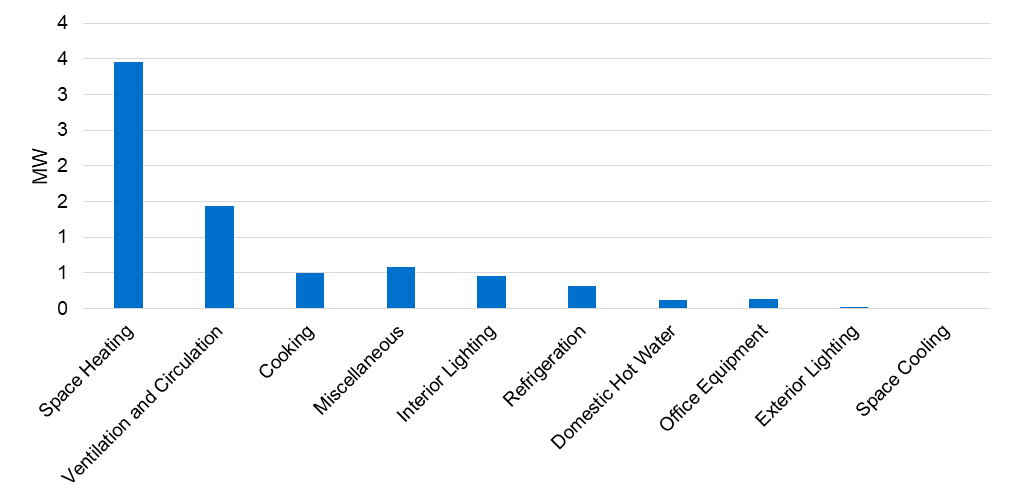 4
4
3
3
2
2
1
1
0
MW
Space Heating
Ventilation and Circulation
Cooking
Miscellaneous
Interior Lighting
Refrigeration
Domestic Hot Water
Office Equipment
Exterior Lighting
Space Cooling